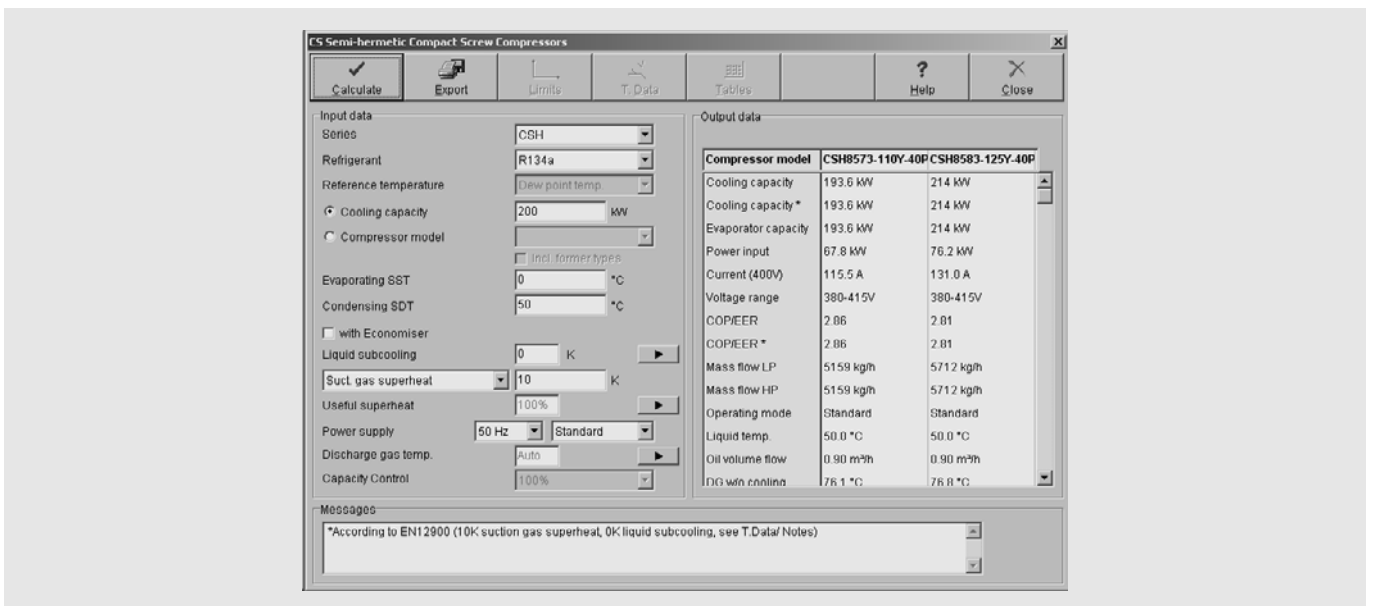 CS Semi-hermetic Compact Screw Compressors
Calculate Export Limits T. Data Tables ? Help Close
Input data
Series CSH
Refrigerant R134a
Reference temperature Dew point temp.
Cooling capacity 200 kW
Compressor model
incl. former types
Evaporating SST 0 °C
Condensing SDT 50 °C
with Economiser
Liquid subcooling 0 K
Suct. gas superheat 10 K
Useful superheat 100%
Power supply 50 Hz Standard
Discharge gas temp. Auto
Capacity Control 100%
Output data
Compressor model CSH8573-110Y-40P CSH8583-125Y-40P
Cooling capacity 193.6 kW 214 kW
Cooling capacity * 193.6 kW 214 kW
Evaporator capacity 193.6 kW 214 kW
Power input 67.8 kW 76.2 kW
Current (400V) 115.5 A 131.0 A
Voltage range 380-415V 380-415V
COP/EER 2.86 2.81
COP/EER * 2.86 2.81
Mass flow LP 5159 kg/h 5712 kg/h
Mass flow HP 5159 kg/h 5712 kg/h
Operating mode Standard Standard
Liquid temp. 50.0 °C 50.0 °C
Oil volume flow 0.90 m³/h 0.90 m³/h
DG w/o cooling 76.1 °C 76.8 °C
Messages
*According to EN12900 (10K suction gas superheat, 0K liquid subcooling, see T.Data/ Notes)